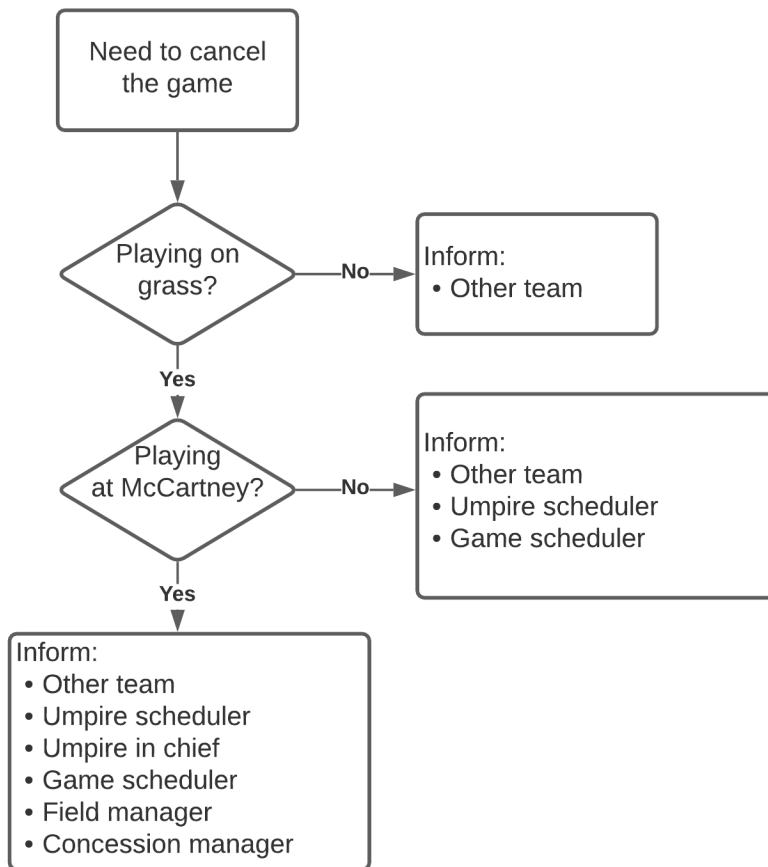 Need to cancel
the game
Playing on
grass?
No
Inform:
• Other team
Yes
Playing
at McCartney?
No
Inform:
• Other team
• Umpire scheduler
• Game scheduler
Yes
Inform:
• Other team
• Umpire scheduler
• Umpire in chief
• Game scheduler
• Field manager
• Concession manager